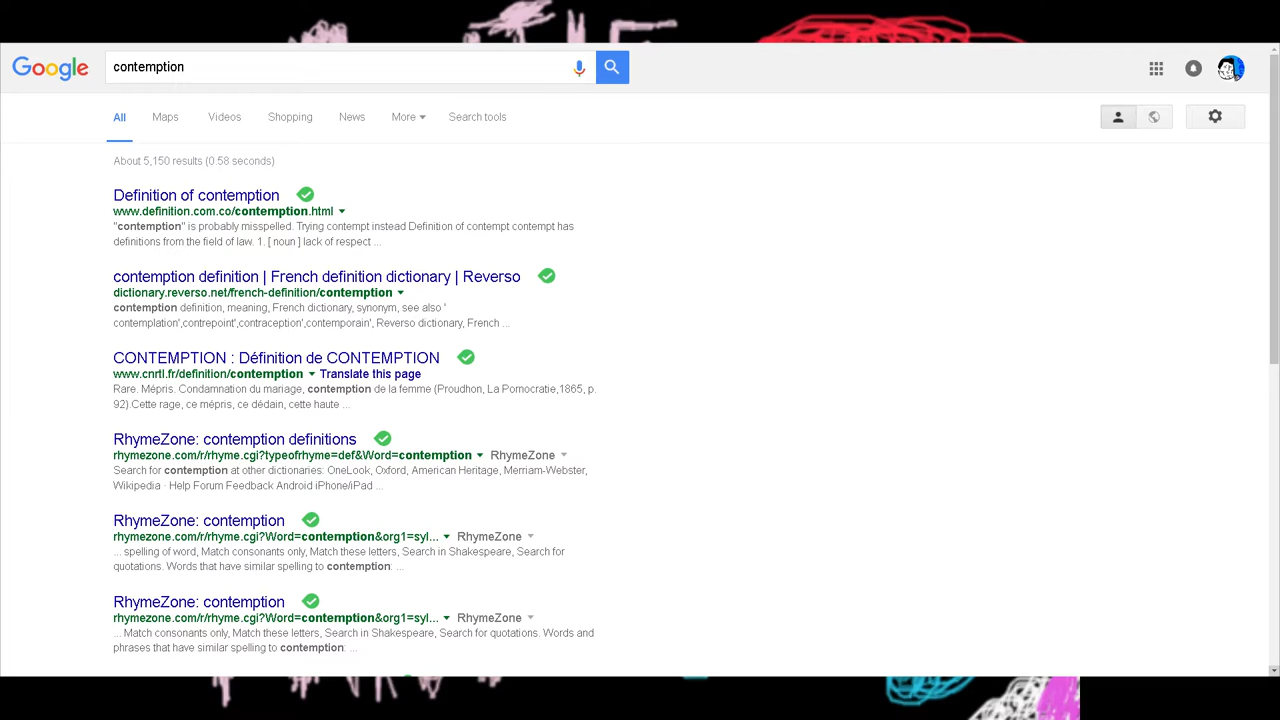 Google
contemption
All Maps Videos Shopping News More Search tools
About 5,150 results (0.58 seconds)
Definition of contemption
www.definition.com.co/contemption.html
"contemption" is probably misspelled. Trying contempt instead Definition of contempt contempt has
definitions from the field of law. 1. [ noun ] lack of respect ...
contemption definition | French definition dictionary | Reverso
dictionary.reverso.net/french-definition/contemption
contemption definition, meaning, French dictionary, synonym, see also '
contemplation',contrepoint',contraception',contemporain', Reverso dictionary, French ...
CONTEMPTION : Définition de CONTEMPTION
www.cnrtl.fr/definition/contemption Translate this page
Rare. Mépris. Condamnation du mariage, contemption de la femme (Proudhon, La Pornocratie,1865, p.
92).Cette rage, ce mépris, ce dédain, cette haute ...
RhymeZone: contemption definitions
rhymezone.com/r/rhyme.cgi?typeofrhyme=def&Word=contemption RhymeZone
Search for contemption at other dictionaries: OneLook, Oxford, American Heritage, Merriam-Webster,
Wikipedia · Help Forum Feedback Android iPhone/iPad ...
RhymeZone: contemption
rhymezone.com/r/rhyme.cgi?Word=contemption&org1=syl... RhymeZone
... spelling of word, Match consonants only, Match these letters, Search in Shakespeare, Search for
quotations. Words that have similar spelling to contemption: ...
RhymeZone: contemption
rhymezone.com/r/rhyme.cgi?Word=contemption&org1=syl... RhymeZone
... Match consonants only, Match these letters, Search in Shakespeare, Search for quotations. Words and
phrases that have similar spelling to contemption: ...